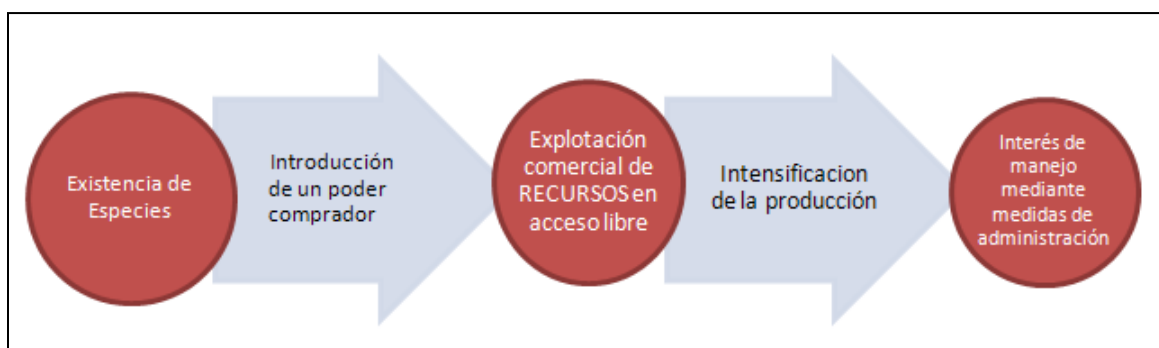 Existencia de
Especies
Introducción
de un poder
comprador
Explotación
comercial de
RECURSOS en
acceso libre
Intensificacion
de la producción
Interés de
manejo
mediante
medidas de
administración